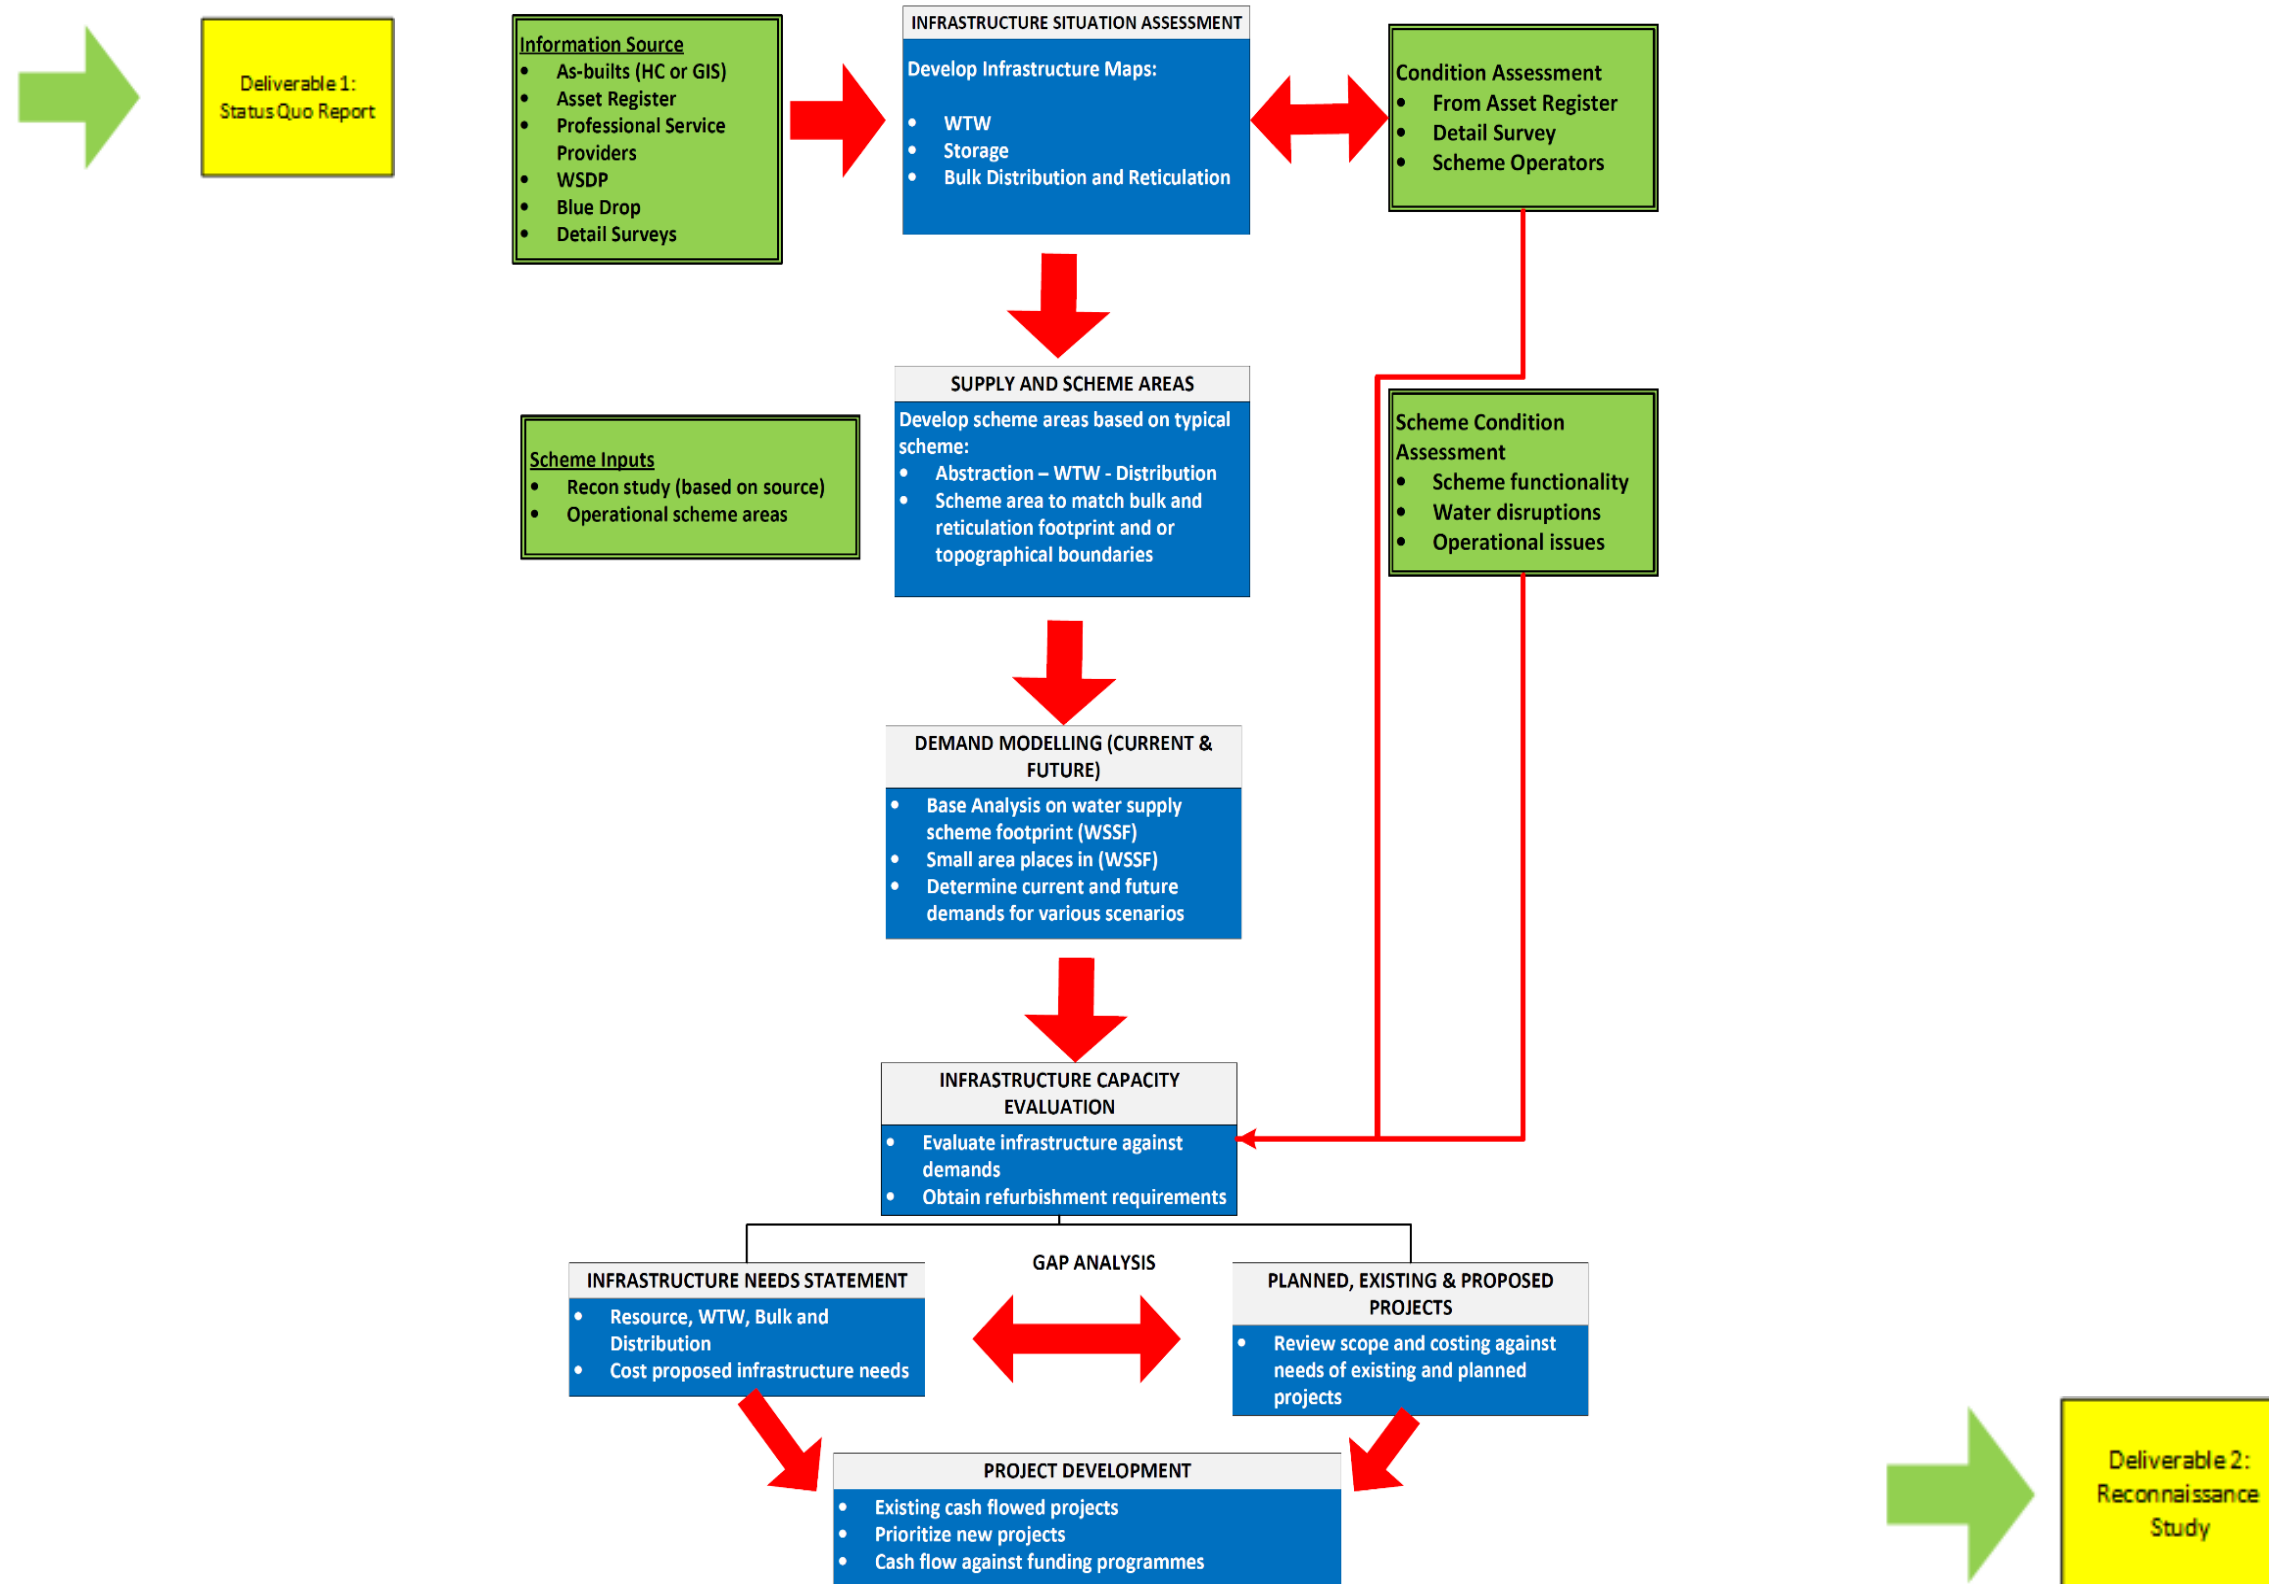 Deliverable 1:
Status Quo Report
Information Source
• As-builts (HC or GIS)
• Asset Register
• Professional Service
Providers
• WSDP
• Blue Drop
• Detail Surveys
INFRASTRUCTURE SITUATION ASSESSMENT
Develop Infrastructure Maps:
• WTW
• Storage
• Bulk Distribution and Reticulation
Condition Assessment
• From Asset Register
• Detail Survey
• Scheme Operators
Scheme Inputs
• Recon study (based on source)
• Operational scheme areas
SUPPLY AND SCHEME AREAS
Develop scheme areas based on typical
scheme:
• Abstraction – WTW - Distribution
• Scheme area to match bulk and
reticulation footprint and or
topographical boundaries
Scheme Condition
Assessment
• Scheme functionality
• Water disruptions
• Operational issues
DEMAND MODELLING (CURRENT &
FUTURE)
• Base Analysis on water supply
scheme footprint (WSSF)
• Small area places in (WSSF)
• Determine current and future
demands for various scenarios
INFRASTRUCTURE CAPACITY
EVALUATION
• Evaluate infrastructure against
demands
• Obtain refurbishment requirements
GAP ANALYSIS
INFRASTRUCTURE NEEDS STATEMENT
• Resource, WTW, Bulk and
Distribution
• Cost proposed infrastructure needs
PLANNED, EXISTING & PROPOSED
PROJECTS
• Review scope and costing against
needs of existing and planned
projects
PROJECT DEVELOPMENT
• Existing cash flowed projects
• Prioritize new projects
• Cash flow against funding programmes
Deliverable 2:
Reconnaissance
Study